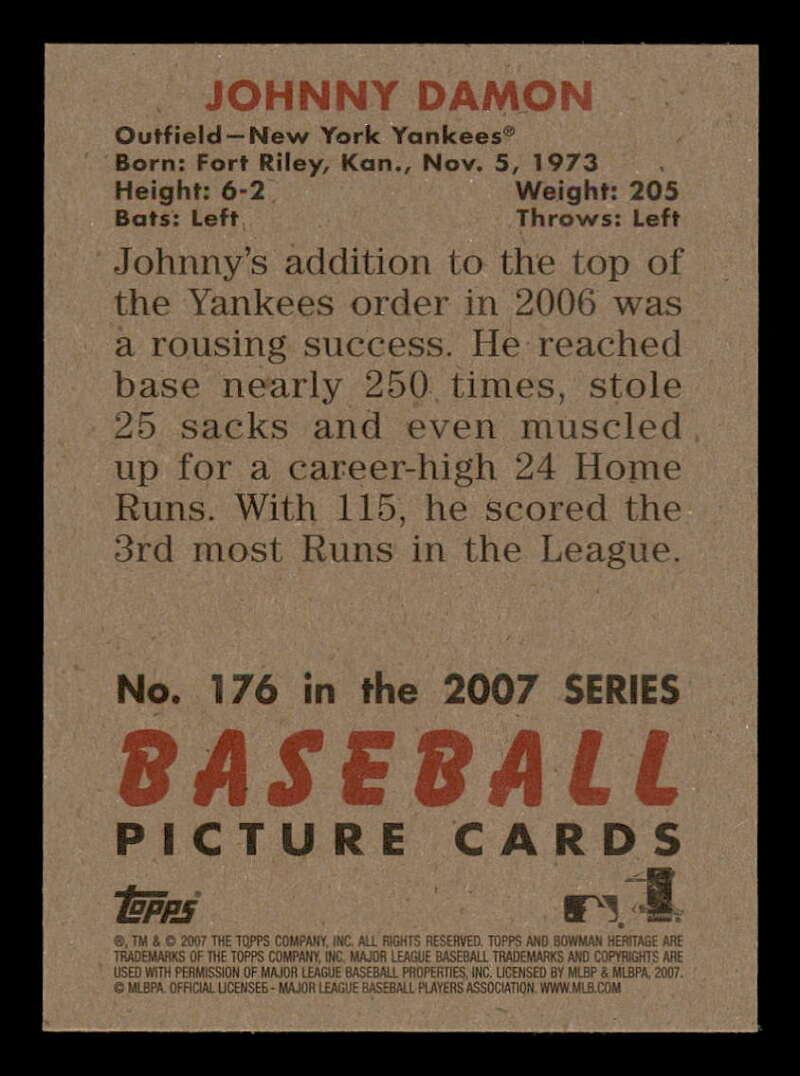 JOHNNY DAMON
Outfield—New York Yankees®
Born: Fort Riley, Kan., Nov. 5, 1973
Height: 6-2 Weight: 205
Bats: Left Throws: Left
Johnny's addition to the top of
the Yankees order in 2006 was
a rousing success. He reached
base nearly 250 times, stole
25 sacks and even muscled
up for a career-high 24 Home
Runs. With 115, he scored the
3rd most Runs in the League.
No. 176 in the 2007 SERIES
BASEBALL
PICTURE CARDS
TOPPS
®, TM & © 2007 THE TOPPS COMPANY, INC. ALL RIGHTS RESERVED. TOPPS AND BOWMAN HERITAGE ARE
TRADEMARKS OF THE TOPPS COMPANY, INC. MAJOR LEAGUE BASEBALL TRADEMARKS AND COPYRIGHTS ARE
USED WITH PERMISSION OF MAJOR LEAGUE BASEBALL PROPERTIES, INC. LICENSED BY MLBP & MLBPA, 2007.
© MLBPA. OFFICIAL LICENSEE - MAJOR LEAGUE BASEBALL PLAYERS ASSOCIATION. WWW.MLB.COM